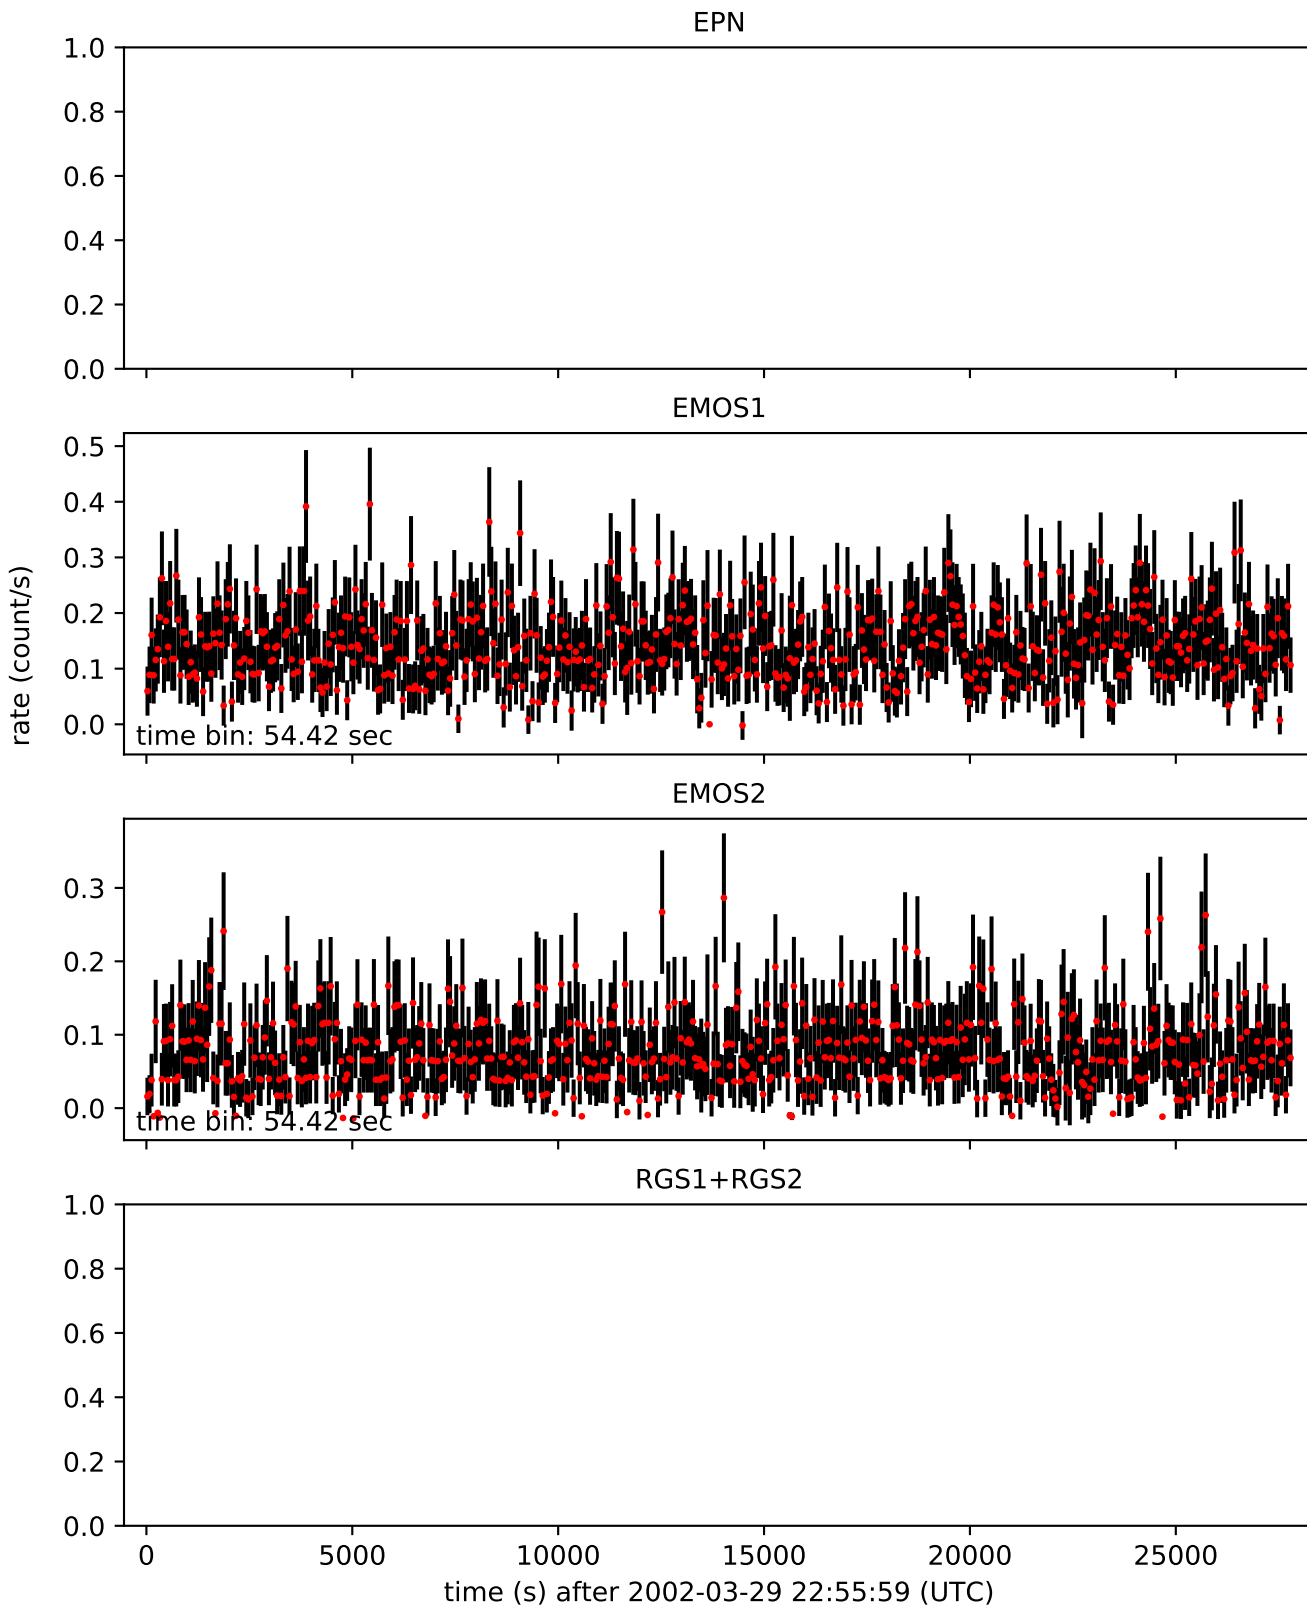 EPN
1.0
0.8
0.6
0.4
0.2
0.0
EMOS1
0.5
0.4
0.3
0.2
0.1
0.0
rate (count/s)
time bin: 54.42 sec
EMOS2
0.3
0.2
0.1
0.0
time bin: 54.42 sec
RGS1+RGS2
1.0
0.8
0.6
0.4
0.2
0.0
0 5000 10000 15000 20000 25000
time (s) after 2002-03-29 22:55:59 (UTC)